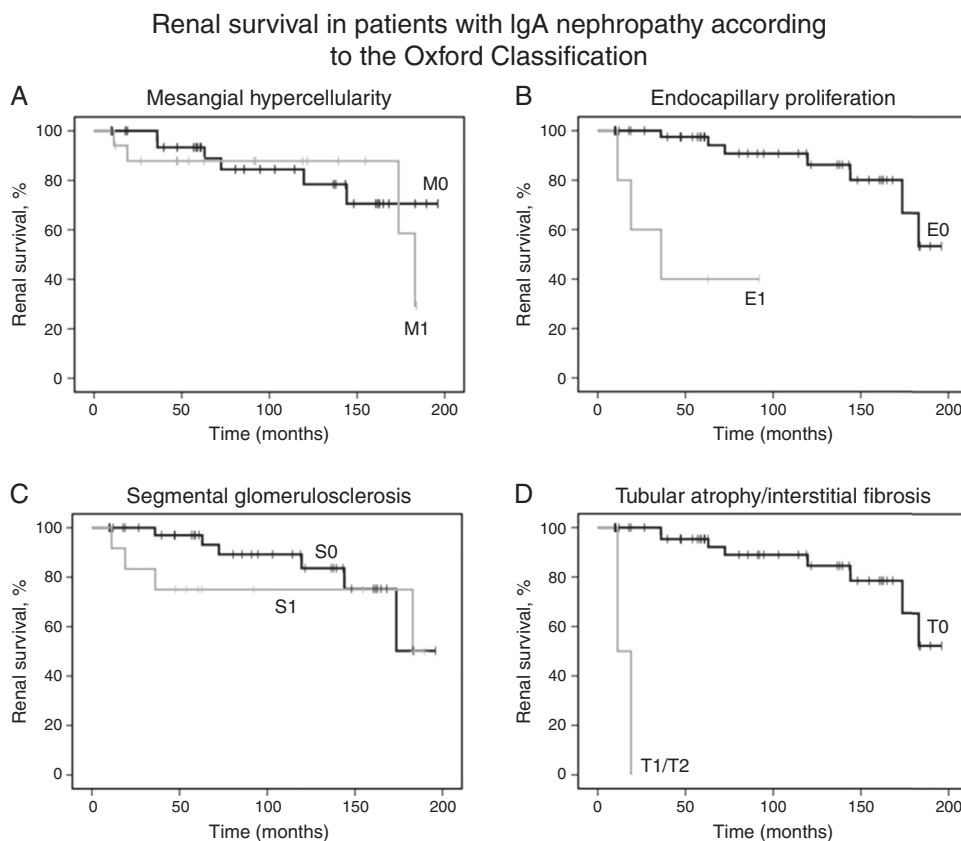 Renal survival in patients with IgA nephropathy according
to the Oxford Classification
A
Mesangial hypercellularity
100
80
60
40
80
0
Renal survival, %
M0
M1
0
50
100
150
200
Time (months)
B
Endocapillary proliferation
100
80
60
40
80
0
Renal survival, %
E0
E1
0
50
100
150
200
Time (months)
C
Segmental glomerulosclerosis
100
80
60
40
80
0
Renal survival, %
S0
S1
0
50
100
150
200
Time (months)
D
Tubular atrophy/interstitial fibrosis
100
80
60
40
80
0
Renal survival, %
T0
T1/T2
0
50
100
150
200
Time (months)